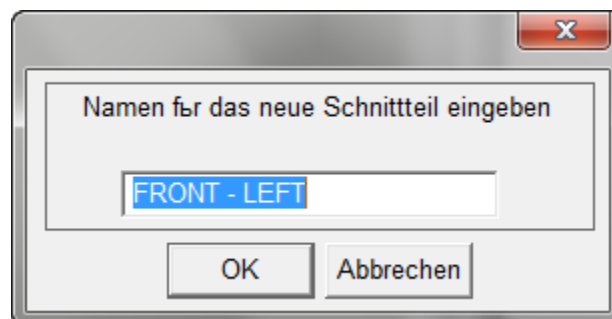 Namen fьr das neue Schnittteil eingeben
FRONT - LEFT
OK
Abbrechen